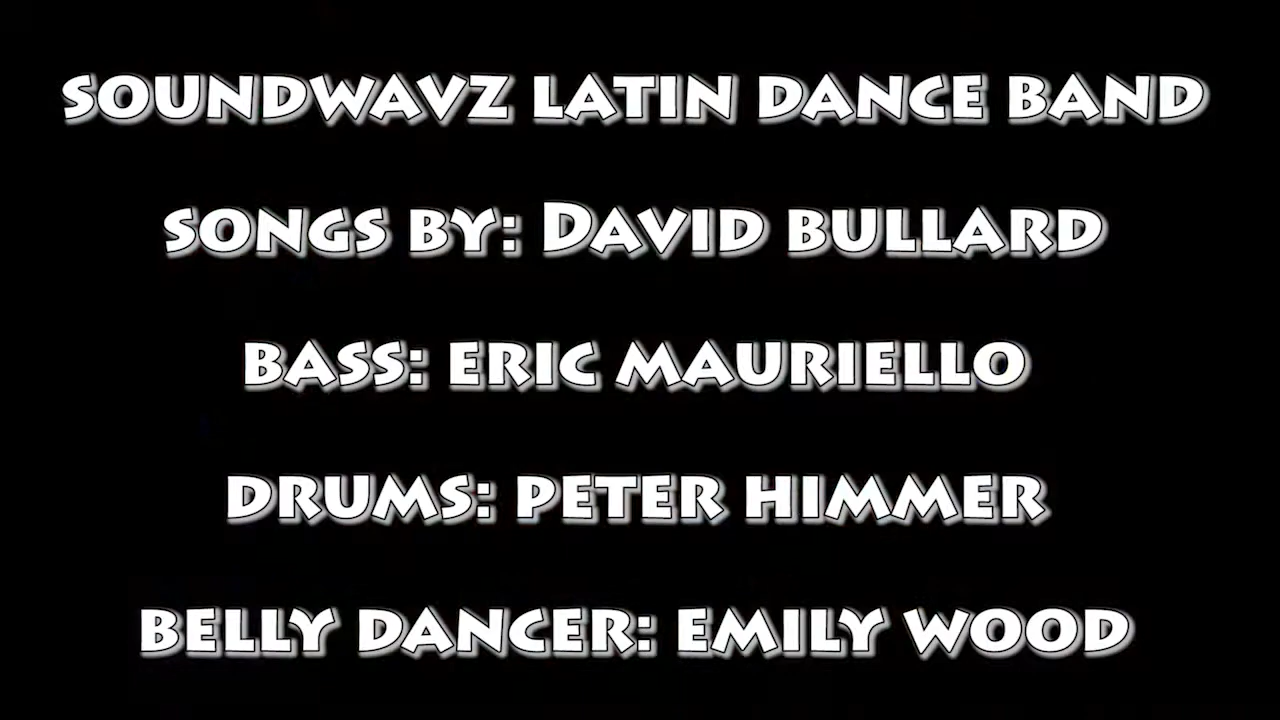 SOUNDWAVZ LATIN DANCE BAND
SONGS BY: DAVID BULLARD
BASS: ERIC MAURIELLO
DRUMS: PETER HIMMER
BELLY DANCER: EMILY WOOD